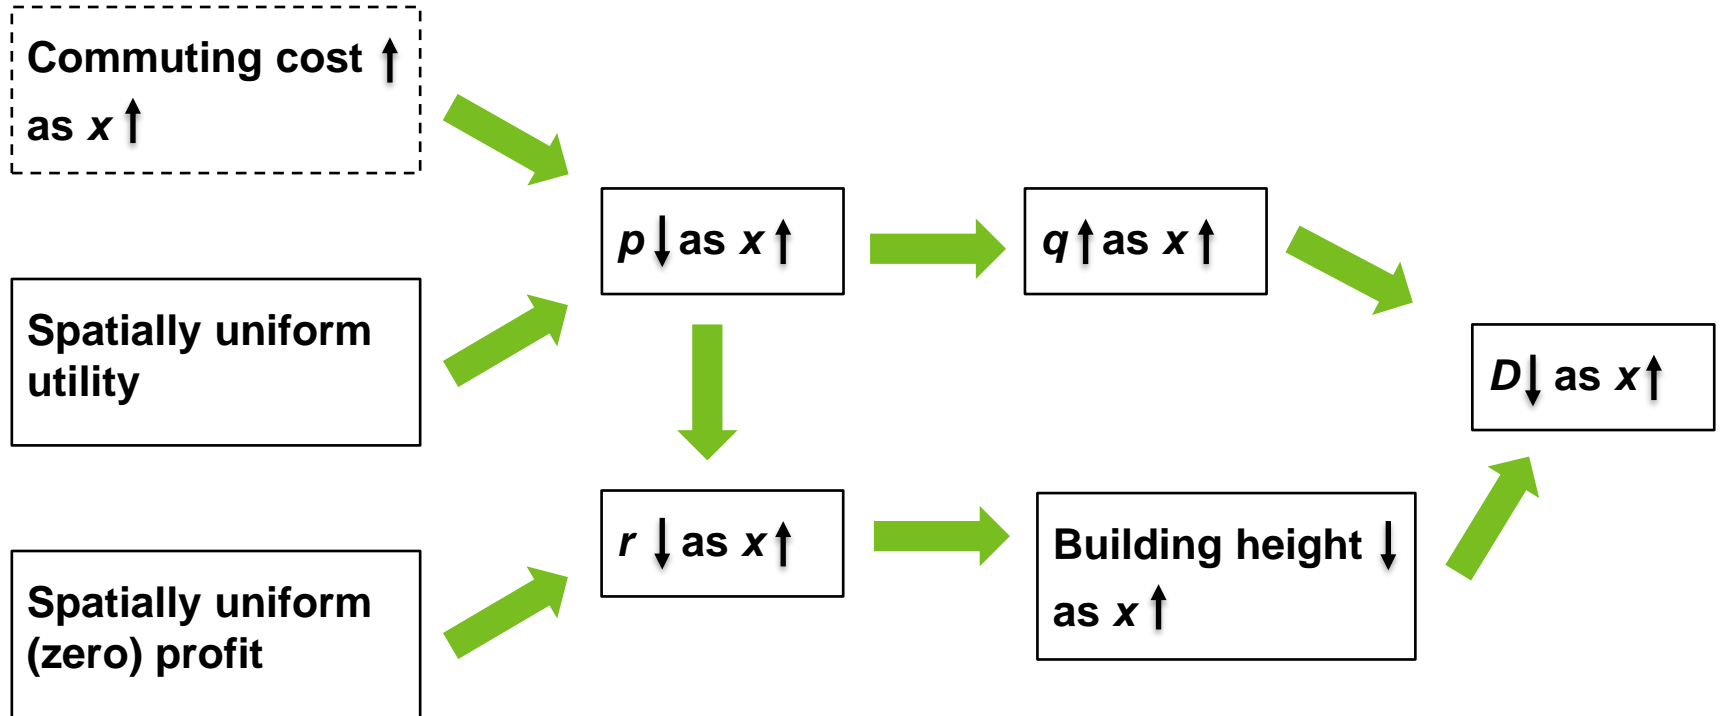 Commuting cost ↑
as x ↑
Spatially uniform
utility
Spatially uniform
(zero) profit
p ↓ as x ↑
r ↓ as x ↑
q ↑ as x ↑
Building height ↓
as x ↑
D ↓ as x ↑